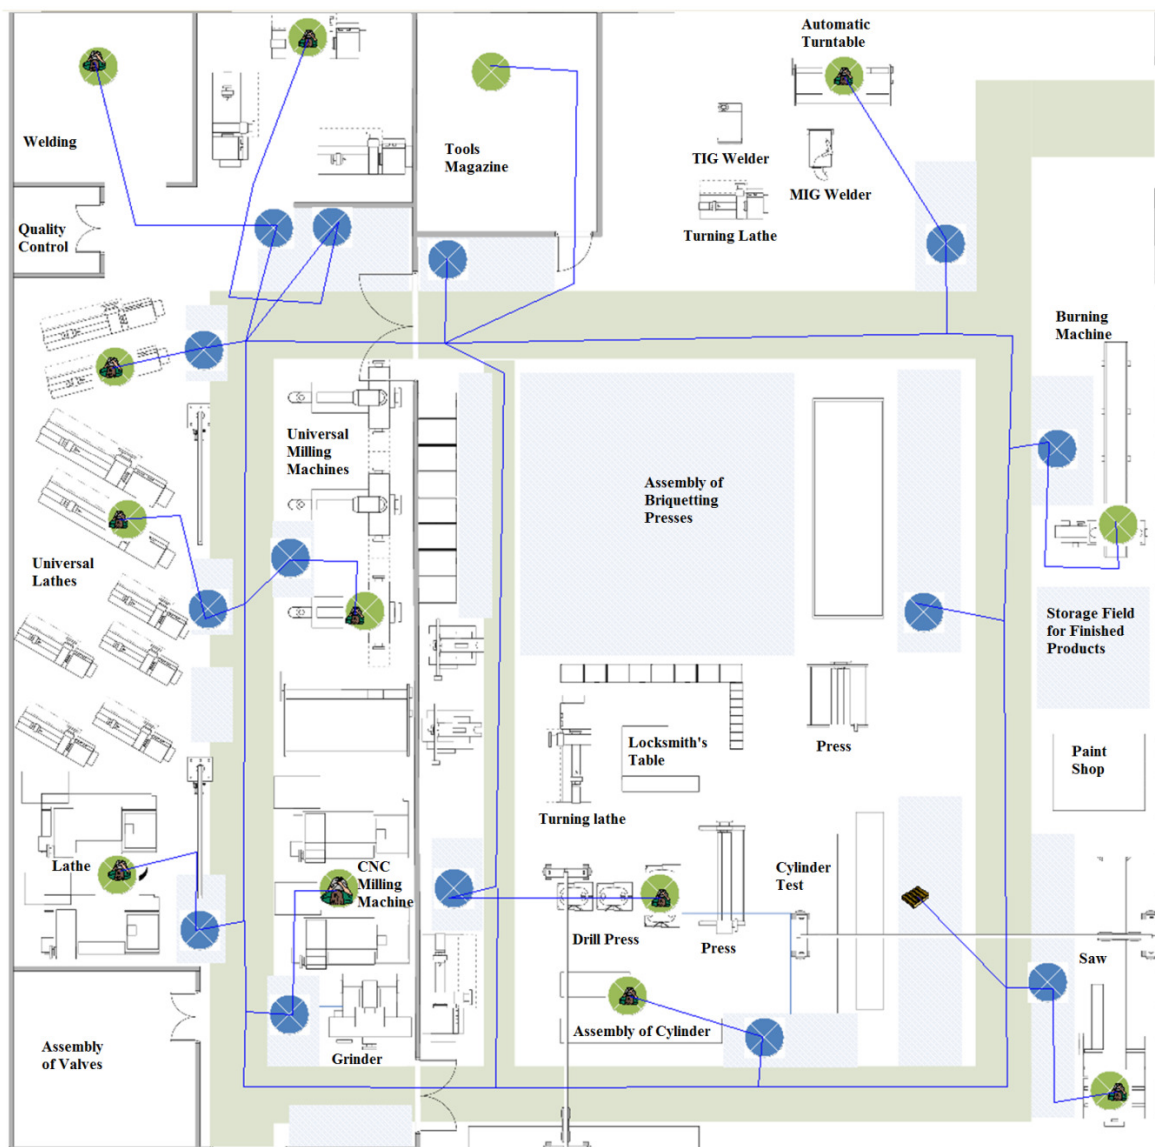 Automatic
Turntable
Welding
Tools
Magazine
TIG Welder
MIG Welder
Turning Lathe
Quality
Control
Burning
Machine
Universal
Milling
Machines
Assembly of
Briquetting
Presses
Universal
Lathes
Storage Field
for Finished
Products
Locksmith's
Table
Press
Paint
Shop
Turning lathe
Lathe
CNC
Milling
Machine
Cylinder
Test
Drill Press
Press
Saw
Assembly of Cylinder
Assembly
of Valves
Grinder